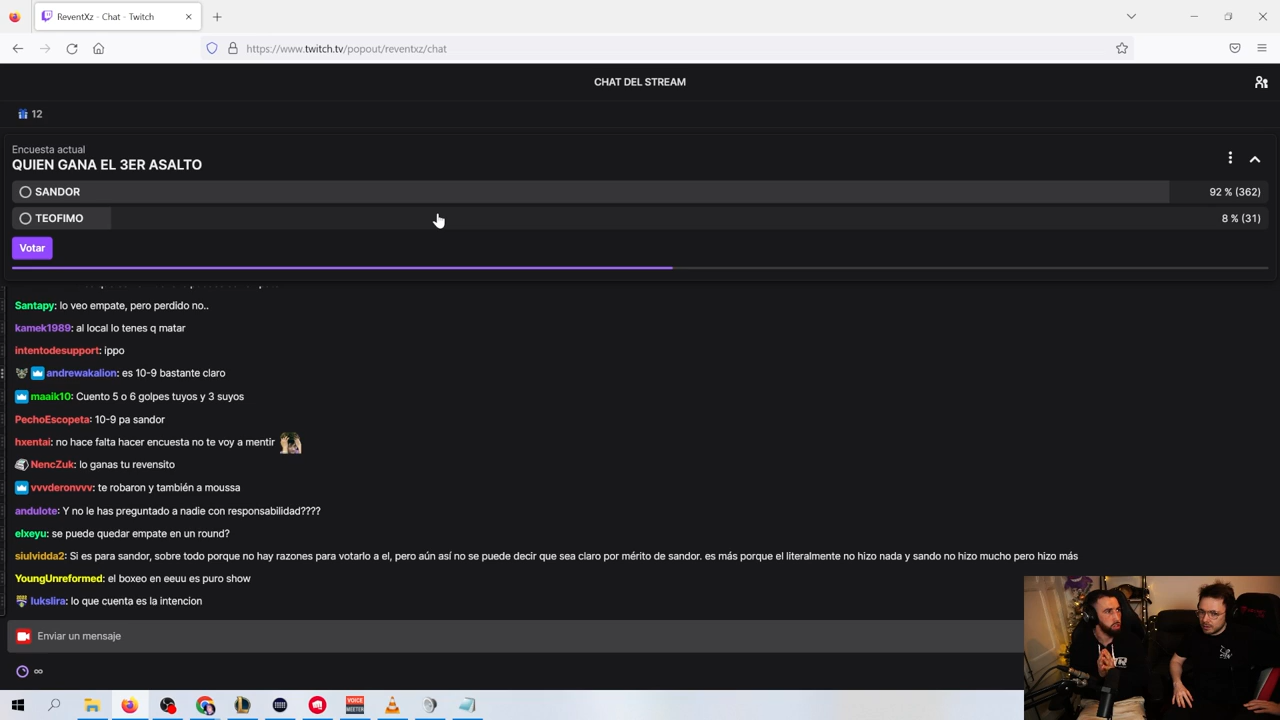 ReventXz - Chat - Twitch
https://www.twitch.tv/popout/reventxz/chat
CHAT DEL STREAM
12
Encuesta actual
QUIEN GANA EL 3ER ASALTO
SANDOR 92 % (362)
TEOFIMO 8 % (31)
Votar
Santapy: lo veo empate, pero perdido no..
kamek1989: al local lo tenes q matar
intentodesupport: ippo
andrewakalion: es 10-9 bastante claro
maaik10: Cuento 5 o 6 golpes tuyos y 3 suyos
PechoEscopeta: 10-9 pa sandor
hxentai: no hace falta hacer encuesta no te voy a mentir
NencZuk: lo ganas tu revensito
vvvderonvvv: te robaron y también a moussa
andulote: Y no le has preguntado a nadie con responsabilidad????
elxeyu: se puede quedar empate en un round?
siulvidda2: Si es para sandor, sobre todo porque no hay razones para votarlo a el, pero aún así no se puede decir que sea claro por mérito de sandor. es más porque el literalmente no hizo nada y sando no hizo mucho pero hizo más
YoungUnreformed: el boxeo en eeuu es puro show
lukslira: lo que cuenta es la intencion
Enviar un mensaje
∞
VOICE
MEETER